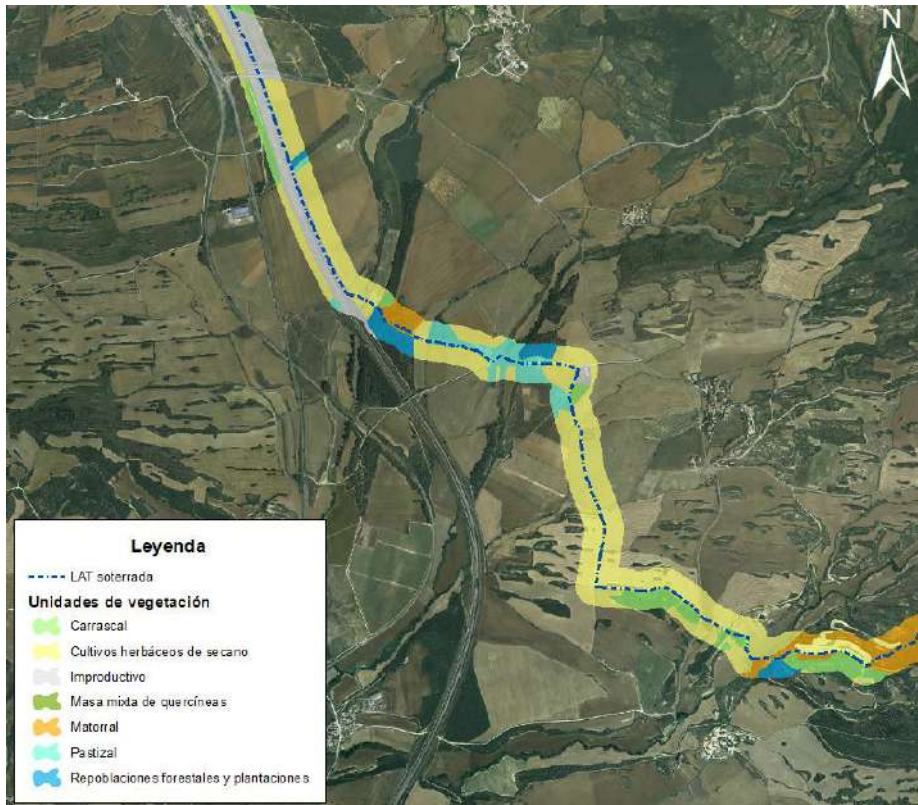 N
Leyenda
LAT soterrada
Unidades de vegetación
Carrascal
Cultivos herbáceos de secano
Improductivo
Masa mixta de quercíneas
Matorral
Pastizal
Repoblaciones forestales y plantaciones